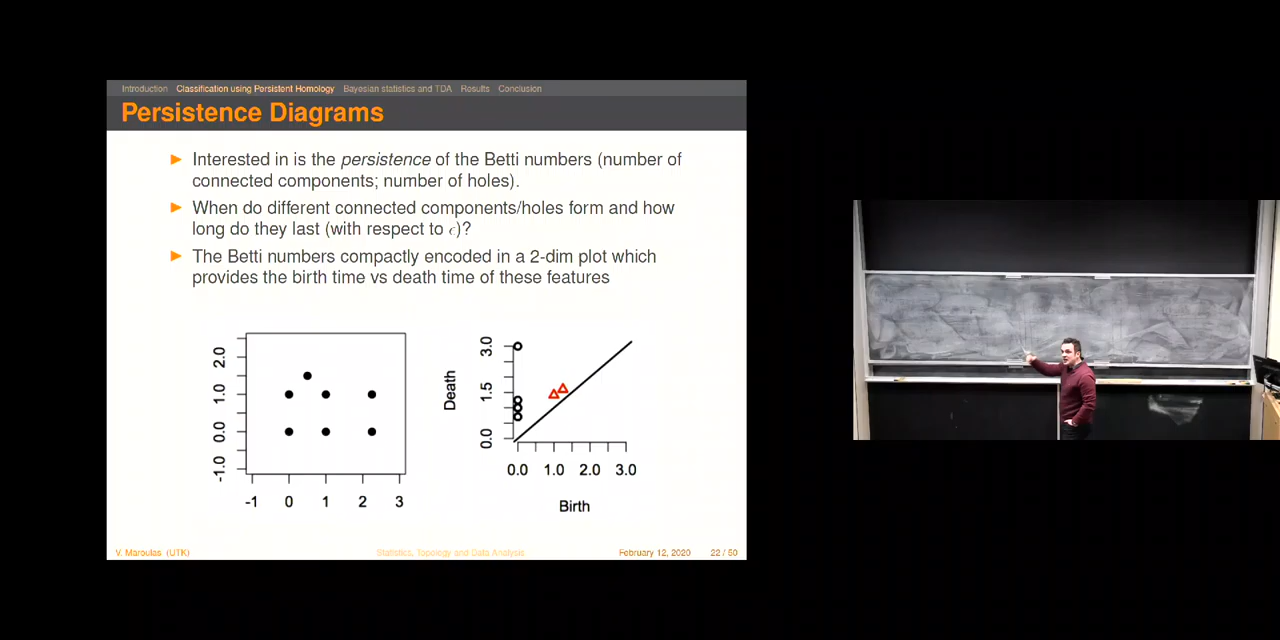 Introduction Classification using Persistent Homology Bayesian statistics and TDA Results Conclusion
Persistence Diagrams
Interested in is the persistence of the Betti numbers (number of
connected components; number of holes).
When do different connected components/holes form and how
long do they last (with respect to ϵ)?
The Betti numbers compactly encoded in a 2-dim plot which
provides the birth time vs death time of these features
2.0
1.0
0.0
-1.0
-1 0 1 2 3
Death
3.0
1.5
0.0
0.0 1.0 2.0 3.0
Birth
V. Maroulas (UTK) Statistics, Topology and Data Analysis February 12, 2020 22 / 50